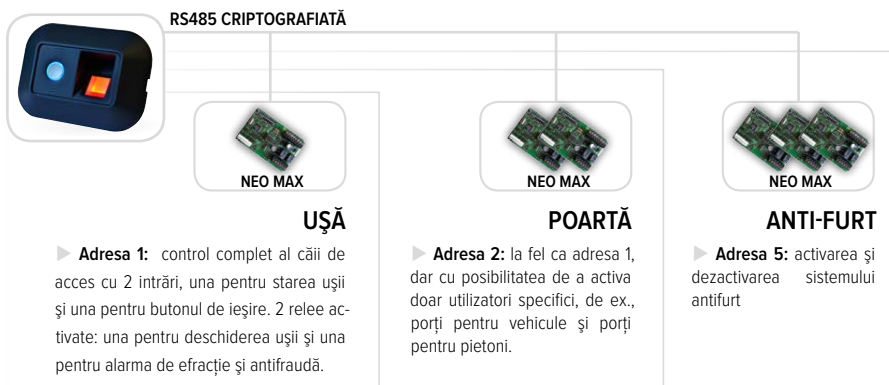 RS485 CRIPTOGRAFIATĂ
NEO MAX
NEO MAX
NEO MAX
UŞĂ
▶ Adresa 1: control complet al căii de
acces cu 2 intrări, una pentru starea uşii
şi una pentru butonul de ieşire. 2 relee ac-
tivate: una pentru deschiderea uşii şi una
pentru alarma de efracţie şi antifraudă.
POARTĂ
▶ Adresa 2: la fel ca adresa 1,
dar cu posibilitatea de a activa
doar utilizatori specifici, de ex.,
porţi pentru vehicule şi porţi
pentru pietoni.
ANTI-FURT
▶ Adresa 5: activarea şi
dezactivarea sistemului
antifurt